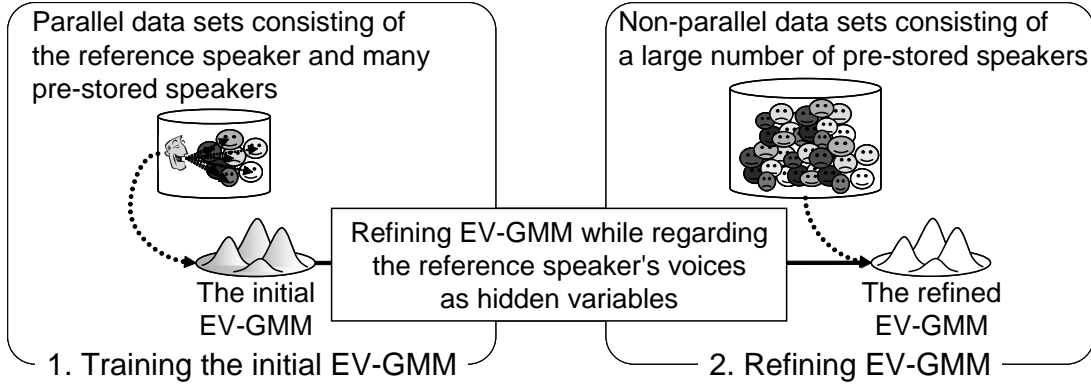 Parallel data sets consisting of
the reference speaker and many
pre-stored speakers
The initial
EV-GMM
1. Training the initial EV-GMM
Refining EV-GMM while regarding
the reference speaker's voices
as hidden variables
Non-parallel data sets consisting of
a large number of pre-stored speakers
The refined
EV-GMM
2. Refining EV-GMM